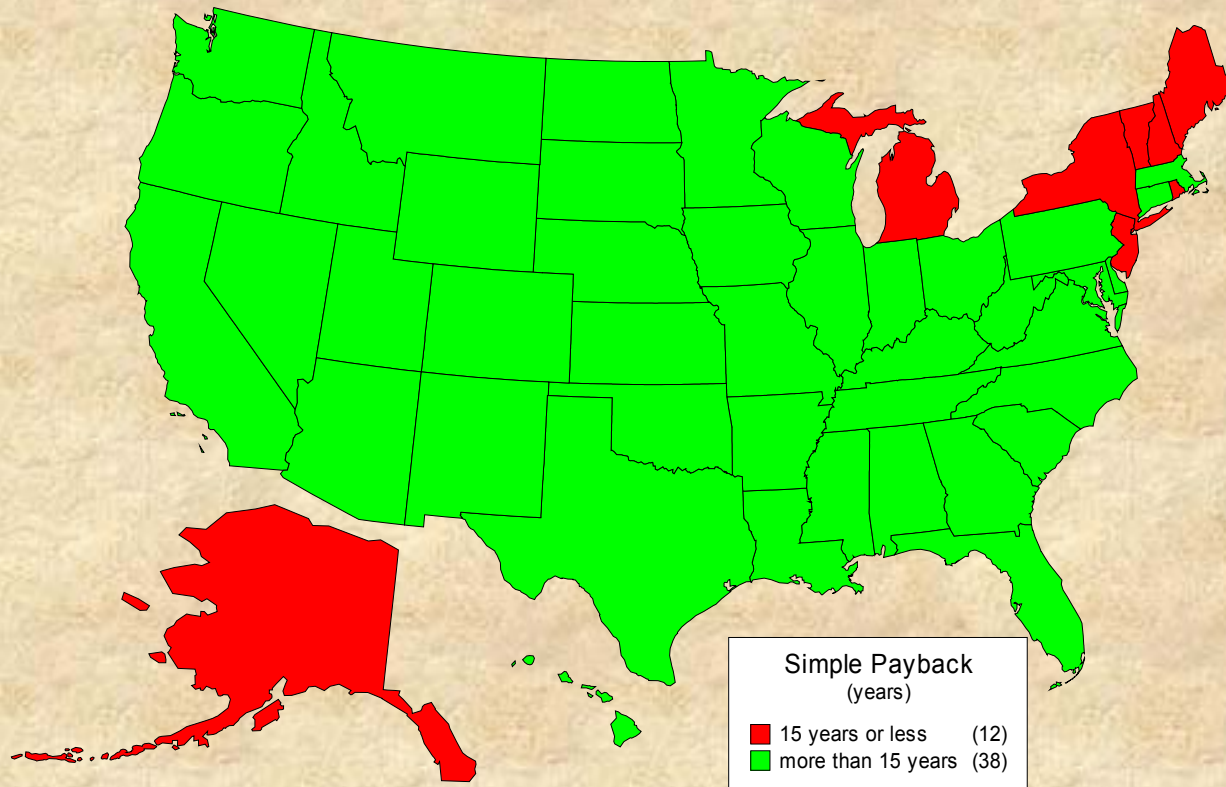 Simple Payback
(years)
15 years or less (12)
more than 15 years (38)